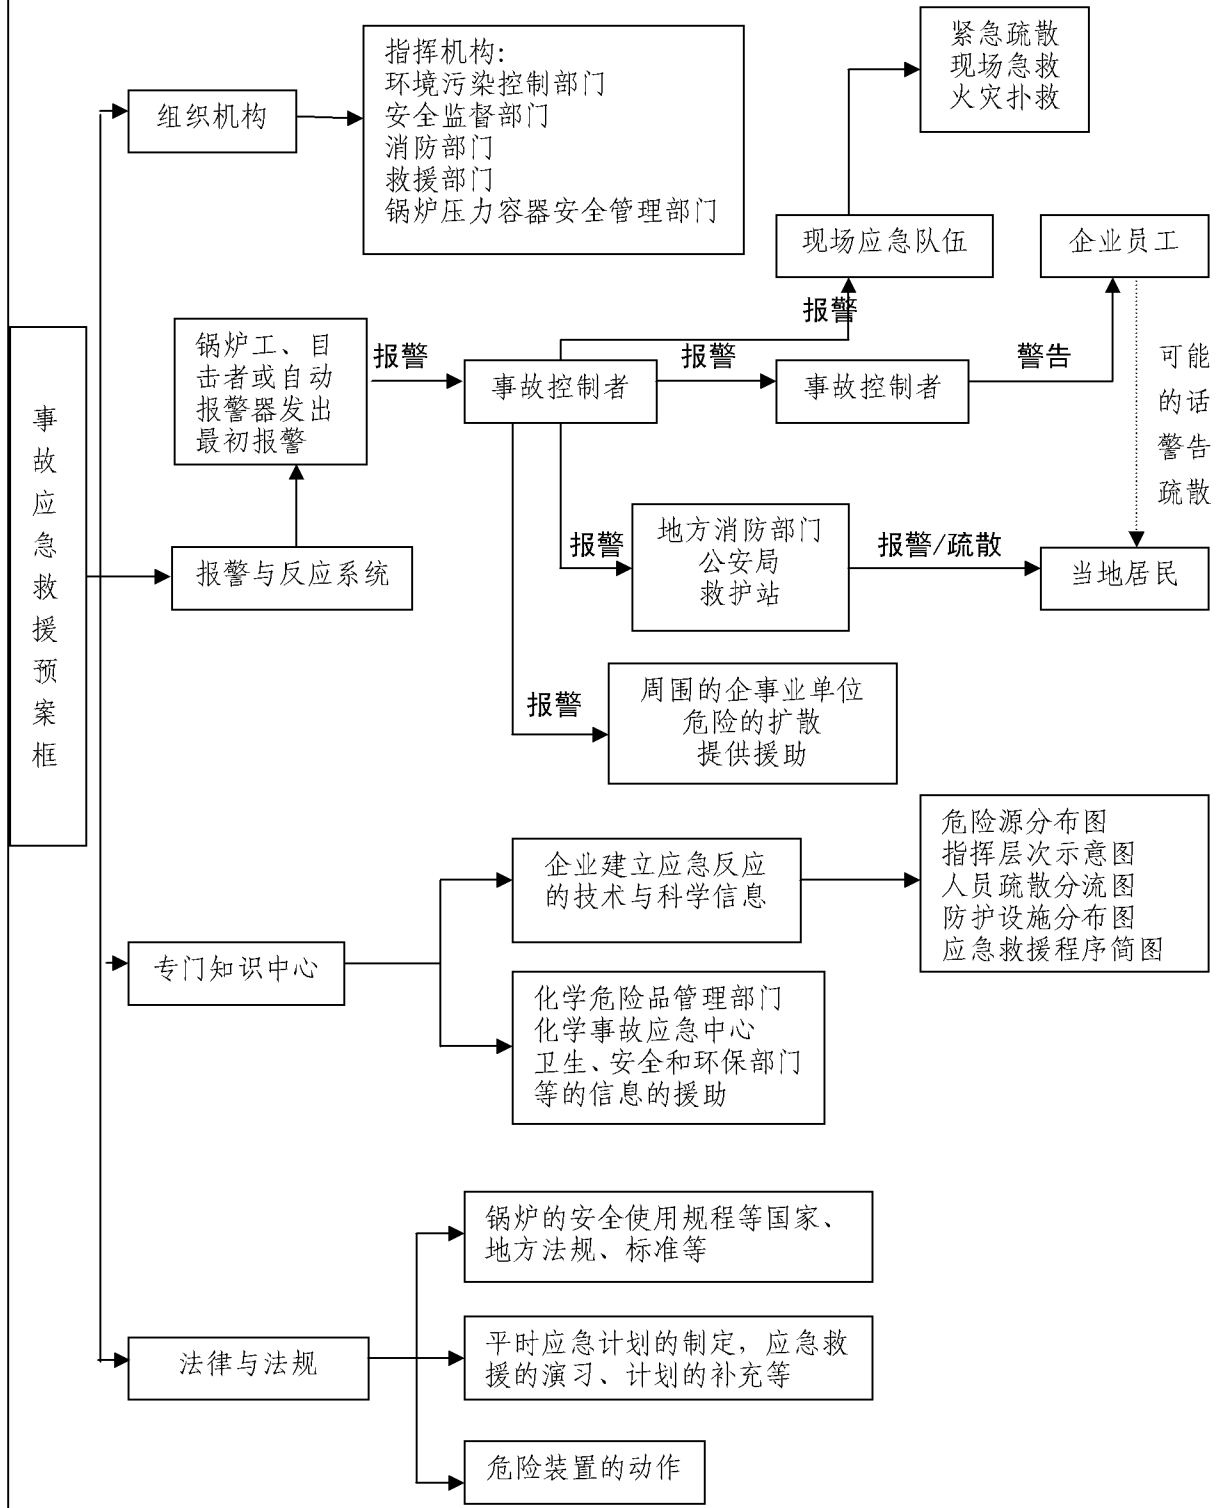 事故应急救援预案框
组织机构
指挥机构：
环境污染控制部门
安全监督部门
消防部门
救援部门
锅炉压力容器安全管理部门
紧急疏散
现场急救
火灾扑救
现场应急队伍
企业员工
报警
锅炉工、目
击者或自动
报警器发出
最初报警
报警
事故控制者
报警
事故控制者
警告
可能
的话
警告
疏散
报警与反应系统
报警
地方消防部门
公安局
救护站
报警/疏散
当地居民
报警
周围的企事业单位
危险的扩散
提供援助
专门知识中心
企业建立应急反应
的技术与科学信息
危险源分布图
指挥层次示意图
人员疏散分流图
防护设施分布图
应急救援程序简图
化学危险品管理部门
化学事故应急中心
卫生、安全和环保部门
等的信息的援助
法律与法规
锅炉的安全使用规程等国家、
地方法规、标准等
平时应急计划的制定，应急救
援的演习、计划的补充等
危险装置的动作